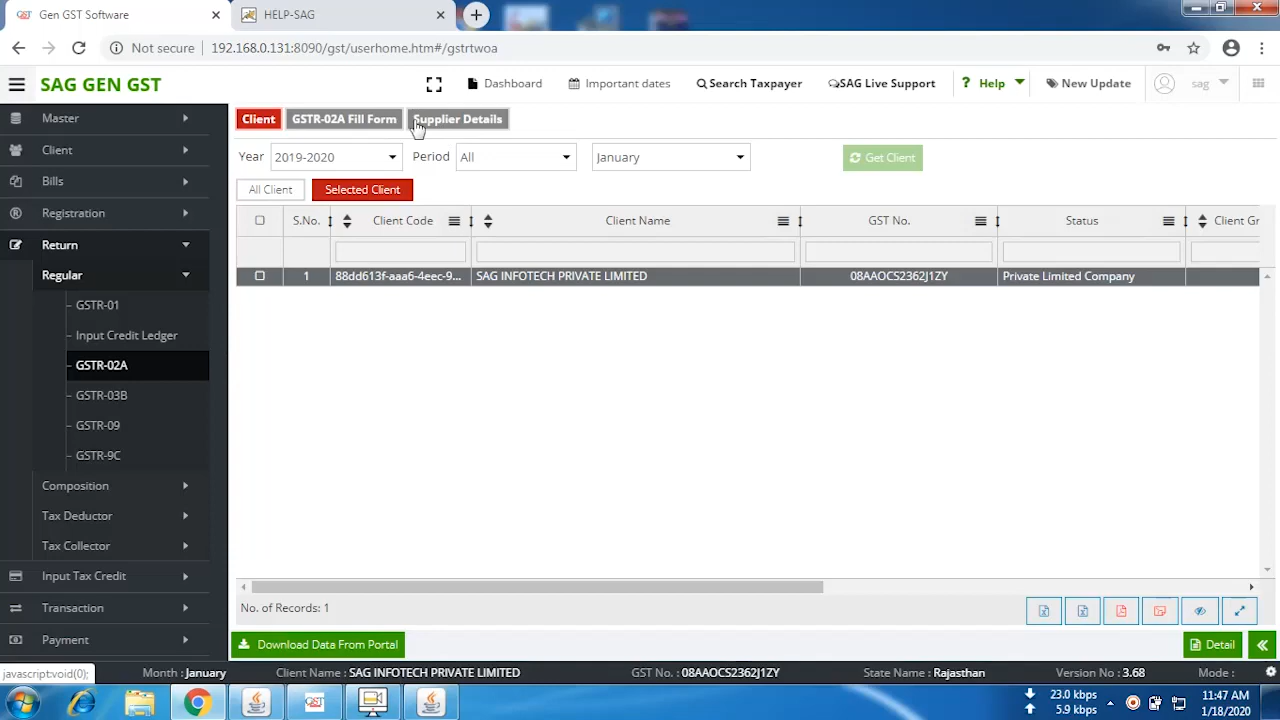 Gen GST Software
HELP-SAG
Not secure
192.168.0.131:8090/gst/userhome.htm#/gstrtwoa
SAG GEN GST
Dashboard
Important dates
Search Taxpayer
SAG Live Support
? Help
New Update
sag
Master
Client
Bills
Registration
Return
Regular
GSTR-01
Input Credit Ledger
GSTR-02A
GSTR-03B
GSTR-09
GSTR-9C
Composition
Tax Deductor
Tax Collector
Input Tax Credit
Transaction
Payment
Client
GSTR-02A Fill Form
Supplier Details
Year
2019-2020
Period
All
January
Get Client
All Client
Selected Client
S.No.
Client Code
Client Name
GST No.
Status
Client Gr
1
88dd613f-aaa6-4eec-9...
SAG INFOTECH PRIVATE LIMITED
08AAOCS2362J1ZY
Private Limited Company
No. of Records: 1
Download Data From Portal
Detail
javascript:void(0);
Month : January
Client Name : SAG INFOTECH PRIVATE LIMITED
GST No. : 08AAOCS2362J1ZY
State Name : Rajasthan
Version No : 3.68
Mode :
23.0 kbps
5.9 kbps
11:47 AM
1/18/2020